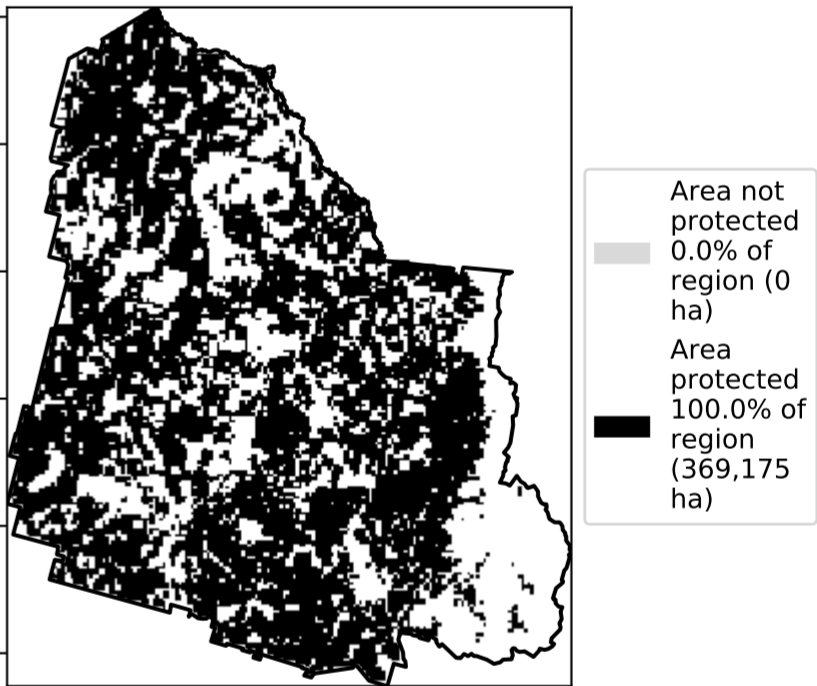 Area not
protected
0.0% of
region (0
ha)
Area
protected
100.0% of
region
(369,175
ha)